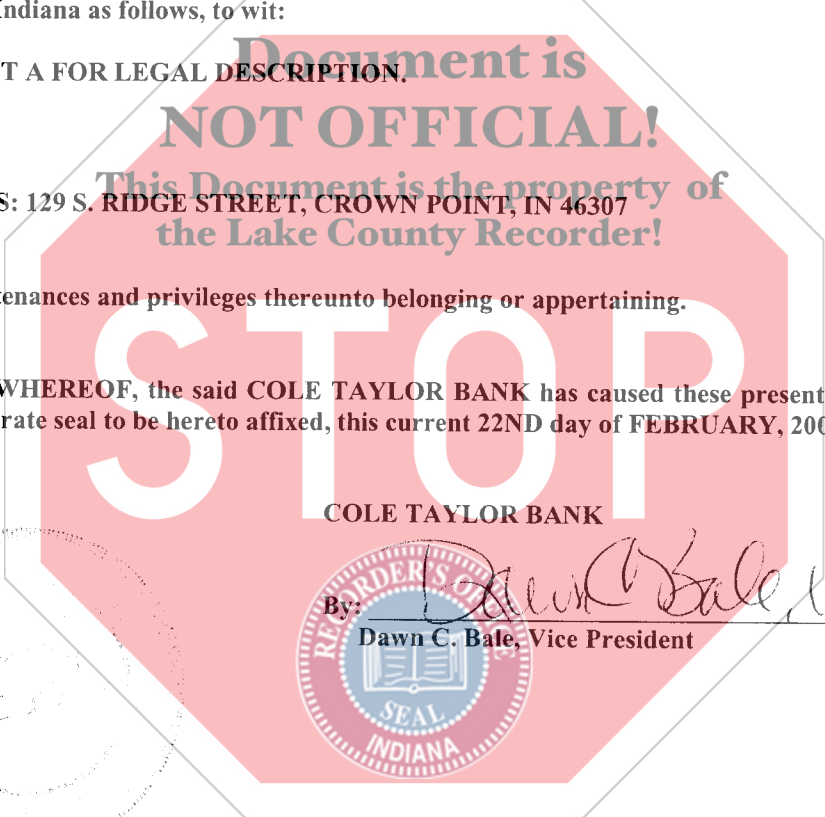 Indiana as follows, to wit:
Document is
T A FOR LEGAL DESCRIPTION.
NOT OFFICIAL!
This Document is the property of
S: 129 S. RIDGE STREET, CROWN POINT, IN 46307
the Lake County Recorder!
tenances and privileges thereunto belonging or appertaining.
STOP
WHEREOF, the said COLE TAYLOR BANK has caused these present
rate seal to be hereto affixed, this current 22ND day of FEBRUARY, 200
COLE TAYLOR BANK
Dawn C Bale,
By:
Dawn C. Bale, Vice President
RECORDER'S OFFICE
SEAL
INDIANA